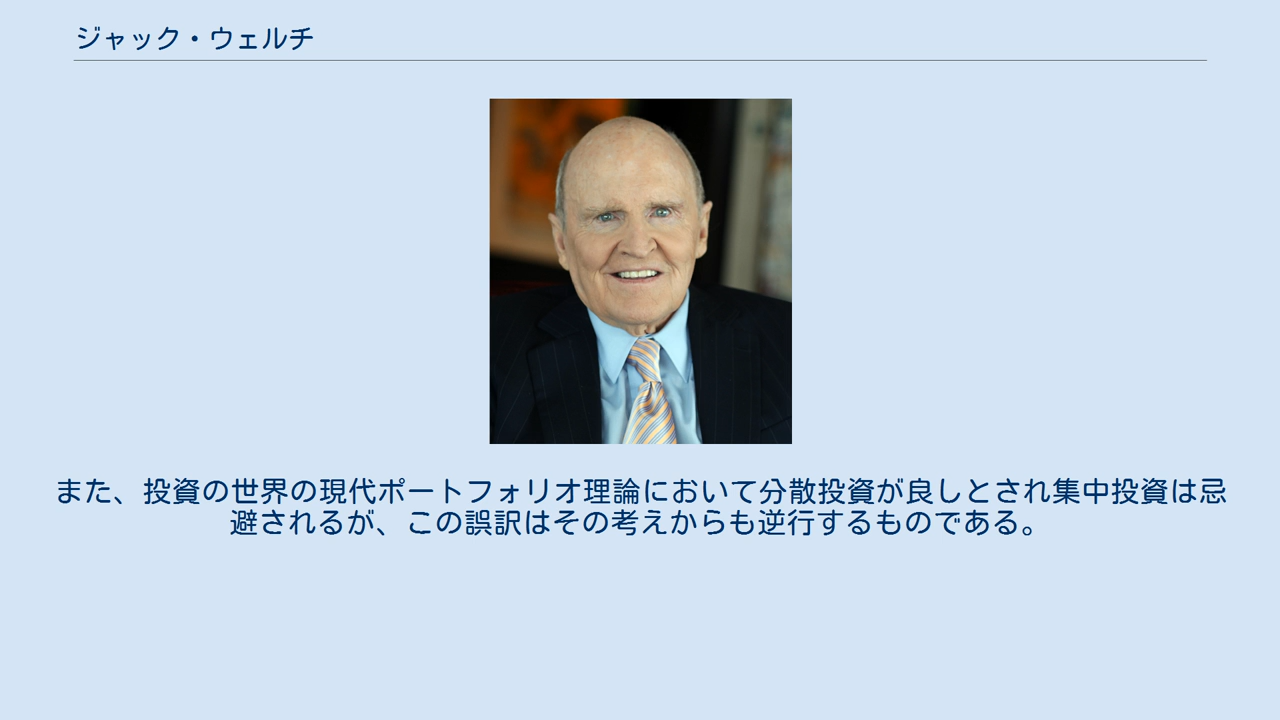 ジャック・ウェルチ
また、投資の世界の現代ポートフォリオ理論において分散投資が良しとされ集中投資は忌
避されるが、この誤訳はその考えからも逆行するものである。